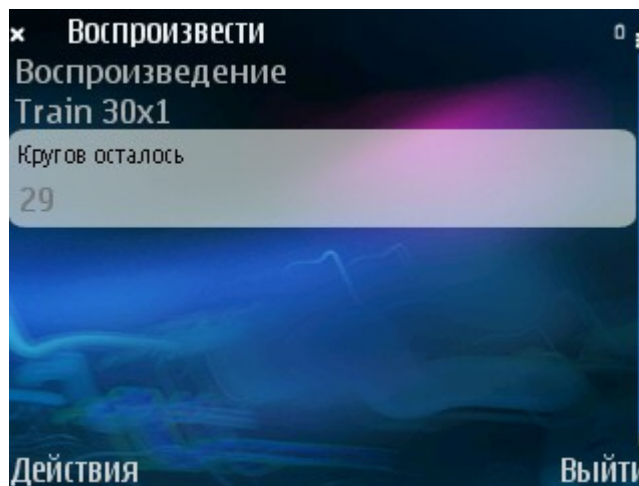 Воспроизвести
Воспроизведение
Train 30x1
Кругов осталось
29
Действия
Выйти